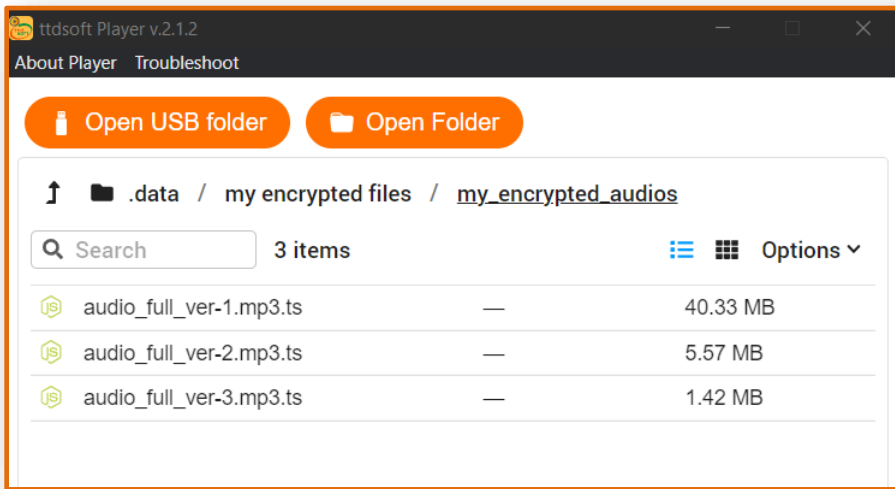 ttdsoft Player v.2.1.2
About Player Troubleshoot
Open USB folder Open Folder
.data / my encrypted files / my_encrypted_audios
Search 3 items Options
audio_full_ver-1.mp3.ts — 40.33 MB
audio_full_ver-2.mp3.ts — 5.57 MB
audio_full_ver-3.mp3.ts — 1.42 MB